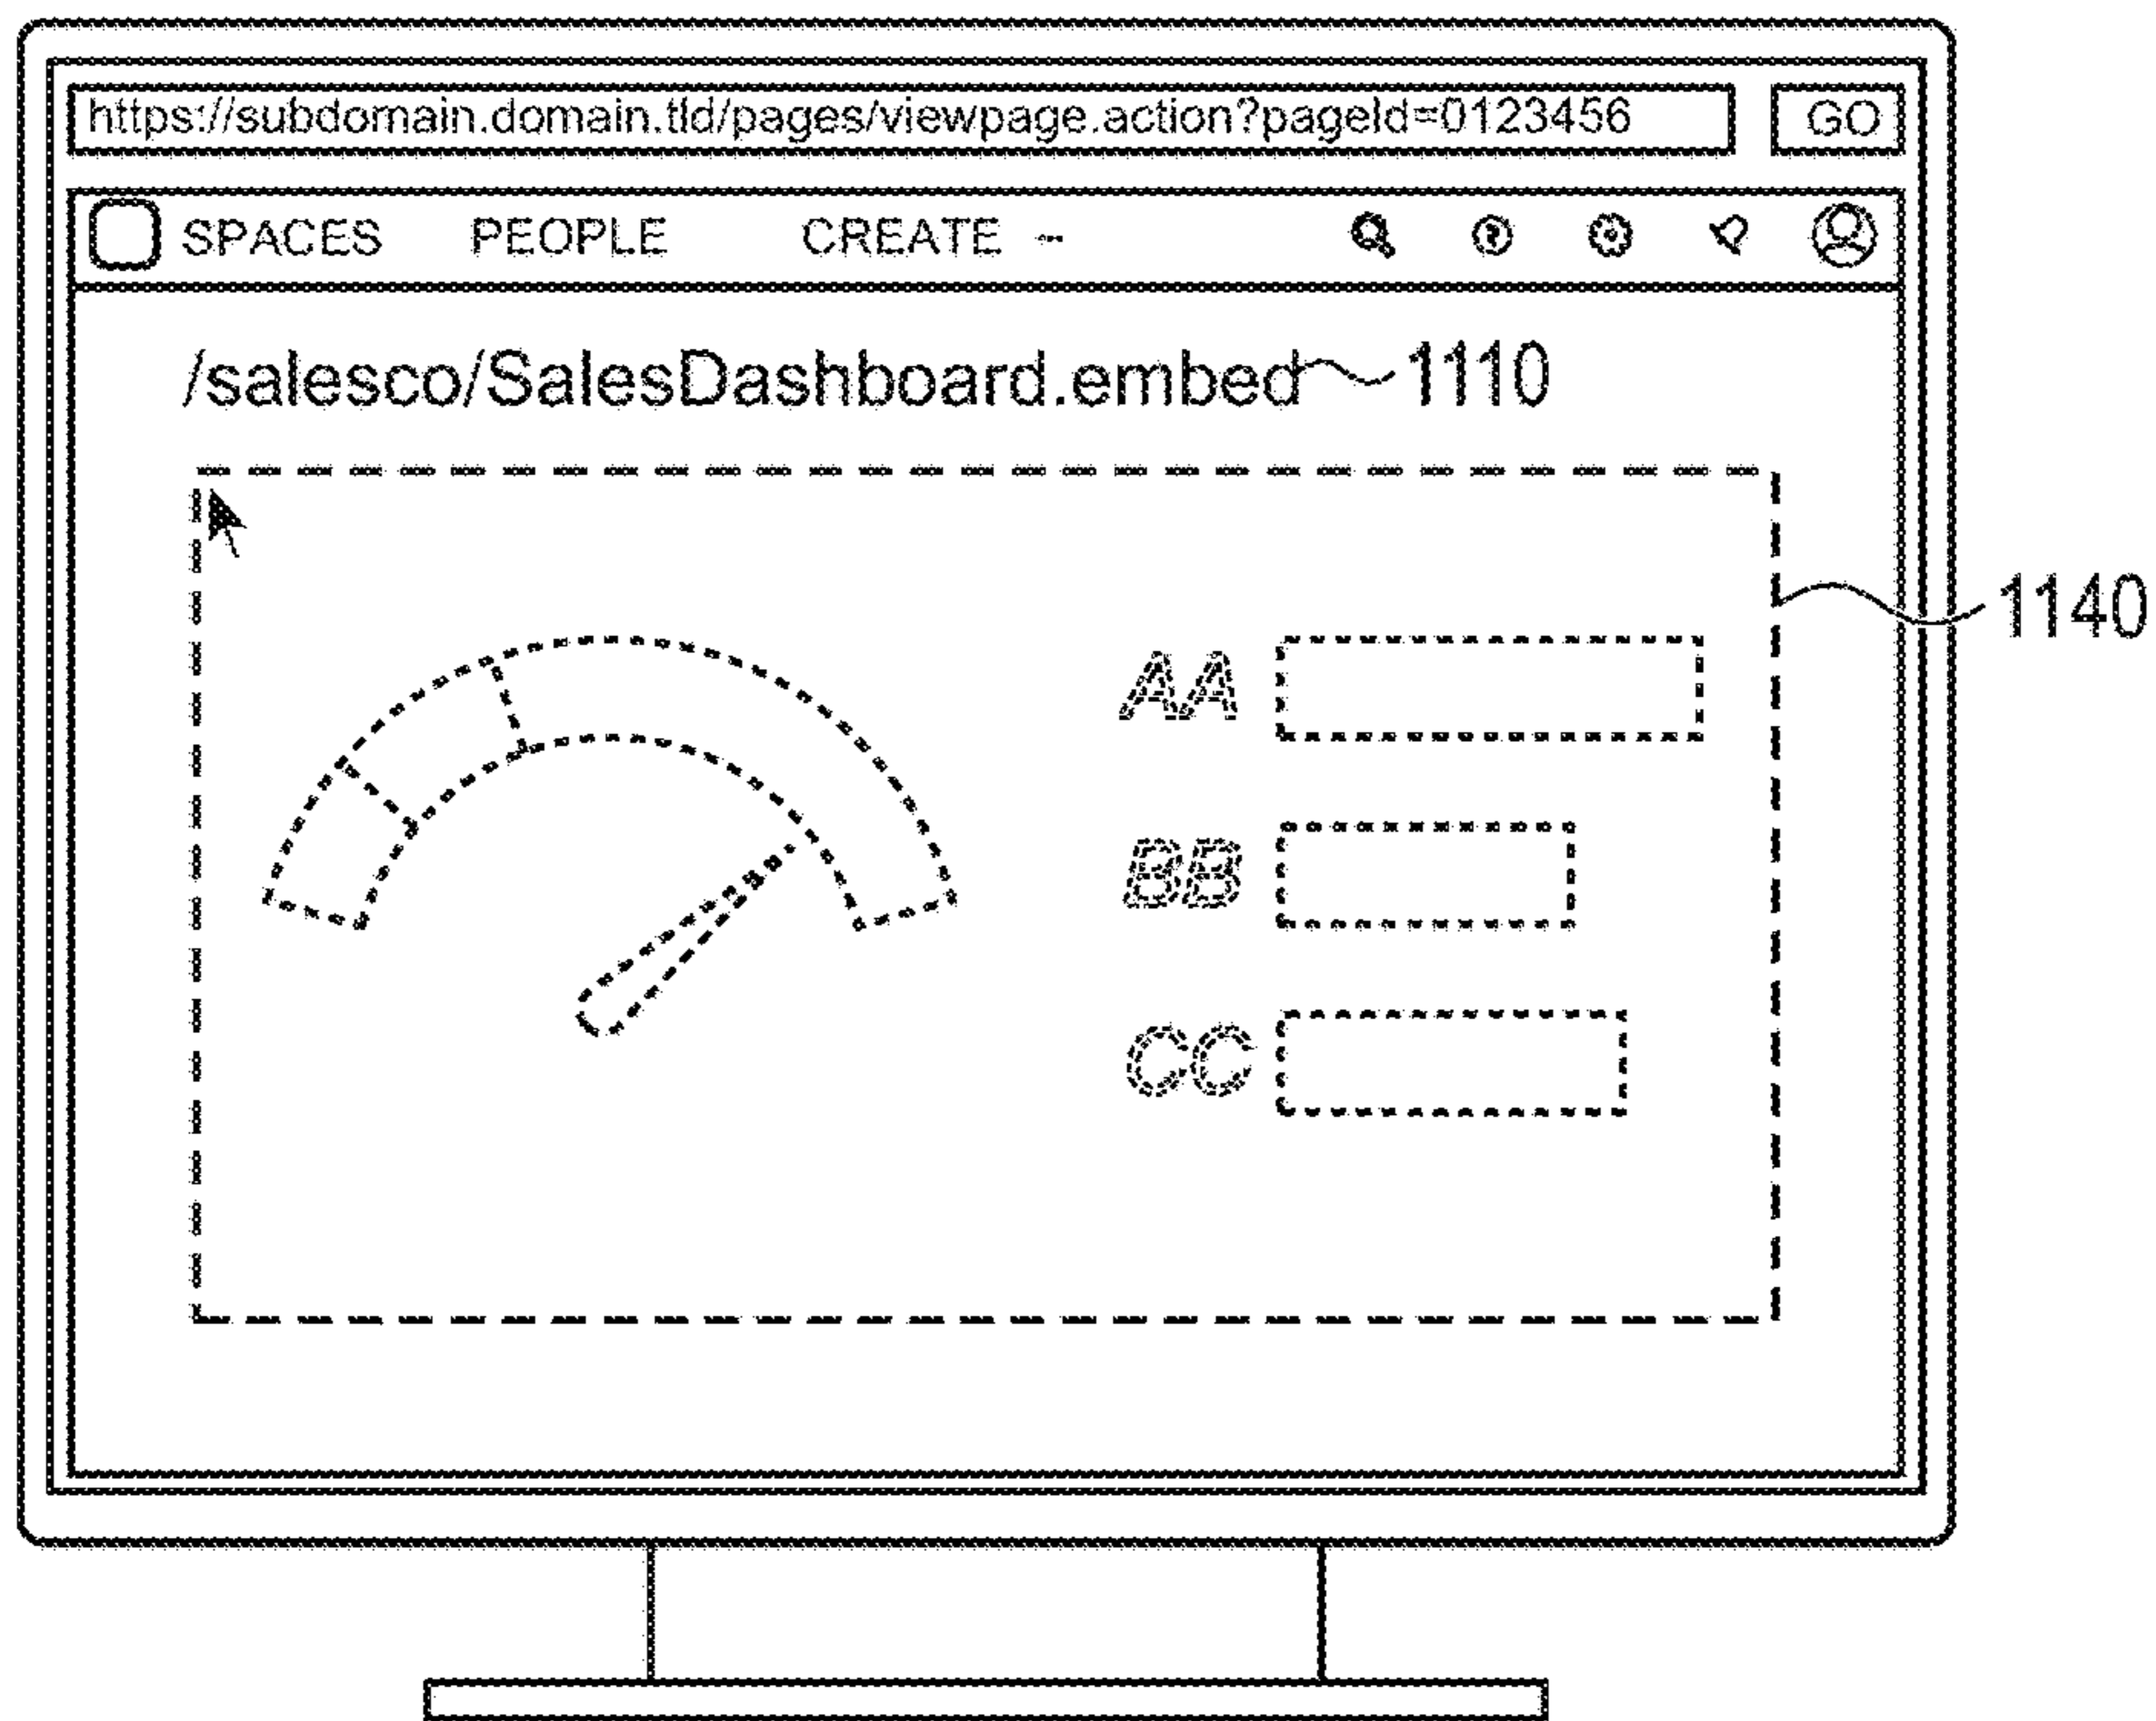 https://subdomain.domain.tld/pages/viewpage.action?pageId=0123456 GO
SPACES PEOPLE CREATE
/salesco/SalesDashboard.embed 1110
1140
AA
BB
CC